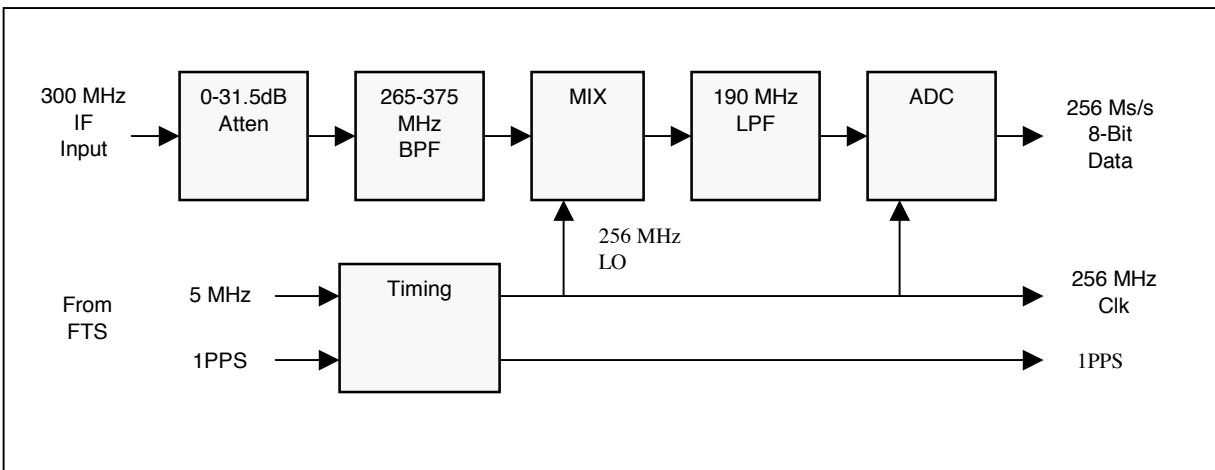 300 MHz
IF
Input
0-31.5dB
Atten
265-375
MHz
BPF
MIX
190 MHz
LPF
ADC
256 Ms/s
8-Bit
Data
256 MHz
LO
From
FTS
5 MHz
1PPS
Timing
256 MHz
Clk
1PPS